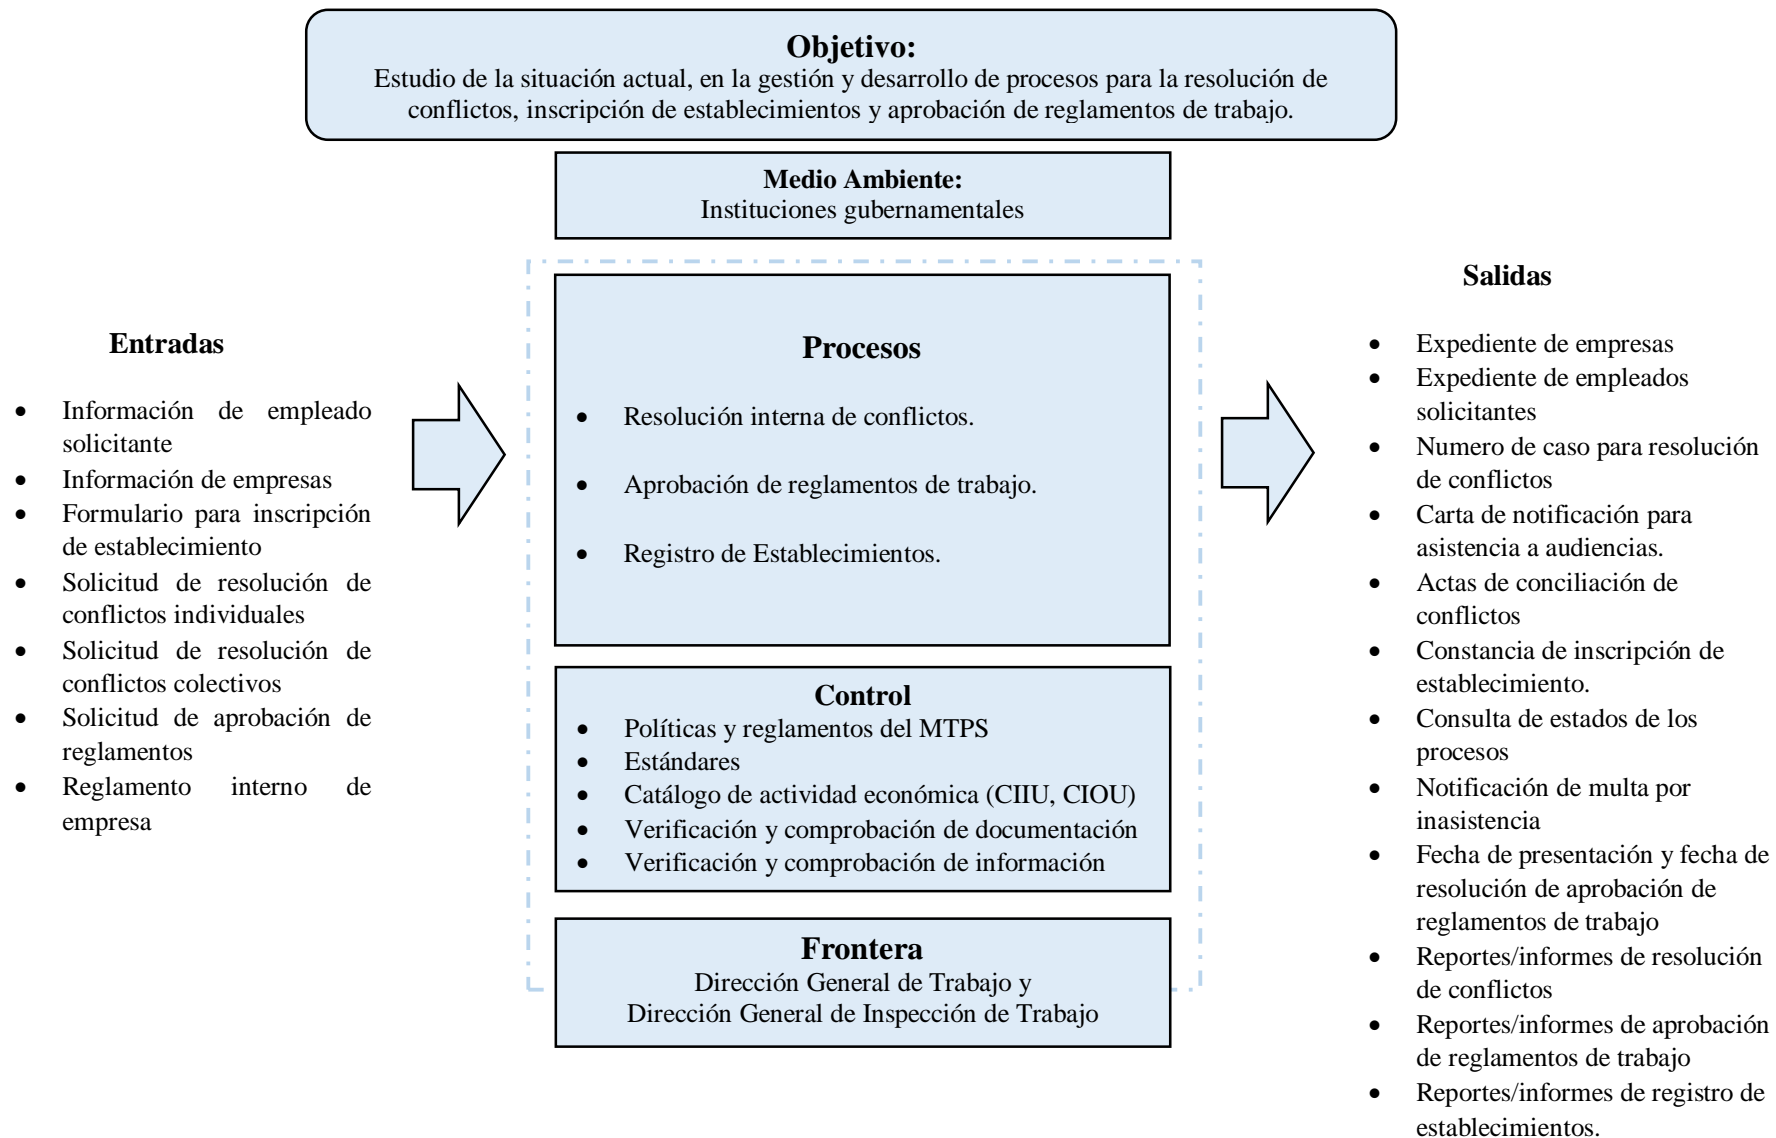 Objetivo:
Estudio de la situación actual, en la gestión y desarrollo de procesos para la resolución de
conflictos, inscripción de establecimientos y aprobación de reglamentos de trabajo.
Medio Ambiente:
Instituciones gubernamentales
Entradas
• Información de empleado
solicitante
• Información de empresas
• Formulario para inscripción
de establecimiento
• Solicitud de resolución de
conflictos individuales
• Solicitud de resolución de
conflictos colectivos
• Solicitud de aprobación de
reglamentos
• Reglamento interno de
empresa
Procesos
• Resolución interna de conflictos.
• Aprobación de reglamentos de trabajo.
• Registro de Establecimientos.
Control
• Políticas y reglamentos del MTPS
• Estándares
• Catálogo de actividad económica (CIIU, CIOU)
• Verificación y comprobación de documentación
• Verificación y comprobación de información
Frontera
Dirección General de Trabajo y
Dirección General de Inspección de Trabajo
Salidas
• Expediente de empresas
• Expediente de empleados
solicitantes
• Numero de caso para resolución
de conflictos
• Carta de notificación para
asistencia a audiencias.
• Actas de conciliación de
conflictos
• Constancia de inscripción de
establecimiento.
• Consulta de estados de los
procesos
• Notificación de multa por
inasistencia
• Fecha de presentación y fecha de
resolución de aprobación de
reglamentos de trabajo
• Reportes/informes de resolución
de conflictos
• Reportes/informes de aprobación
de reglamentos de trabajo
• Reportes/informes de registro de
establecimientos.